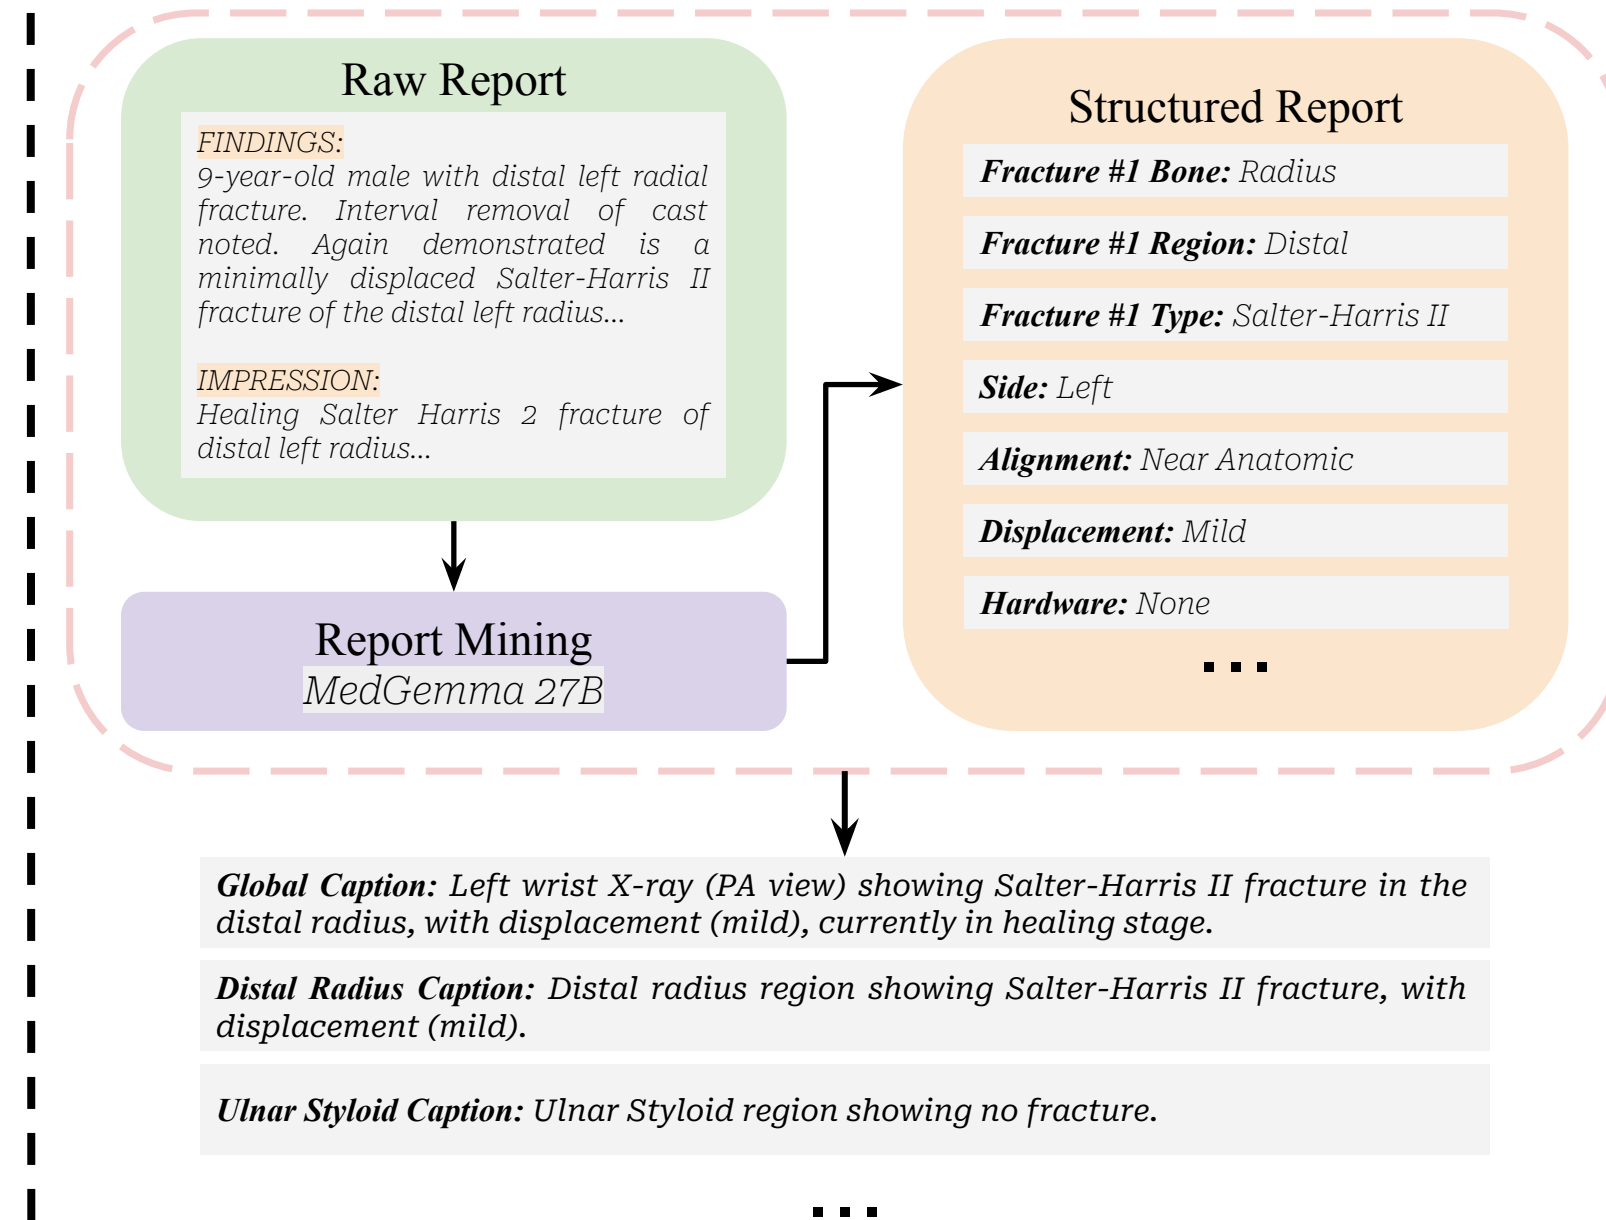 Raw Report
FINDINGS:
9-year-old male with distal left radial
fracture. Interval removal of cast
noted. Again demonstrated is a
minimally displaced Salter-Harris II
fracture of the distal left radius...
IMPRESSION:
Healing Salter Harris 2 fracture of
distal left radius...
Report Mining
MedGemma 27B
Structured Report
Fracture #1 Bone: Radius
Fracture #1 Region: Distal
Fracture #1 Type: Salter-Harris II
Side: Left
Alignment: Near Anatomic
Displacement: Mild
Hardware: None
...
Global Caption: Left wrist X-ray (PA view) showing Salter-Harris II fracture in the
distal radius, with displacement (mild), currently in healing stage.
Distal Radius Caption: Distal radius region showing Salter-Harris II fracture, with
displacement (mild).
Ulnar Styloid Caption: Ulnar Styloid region showing no fracture.
...